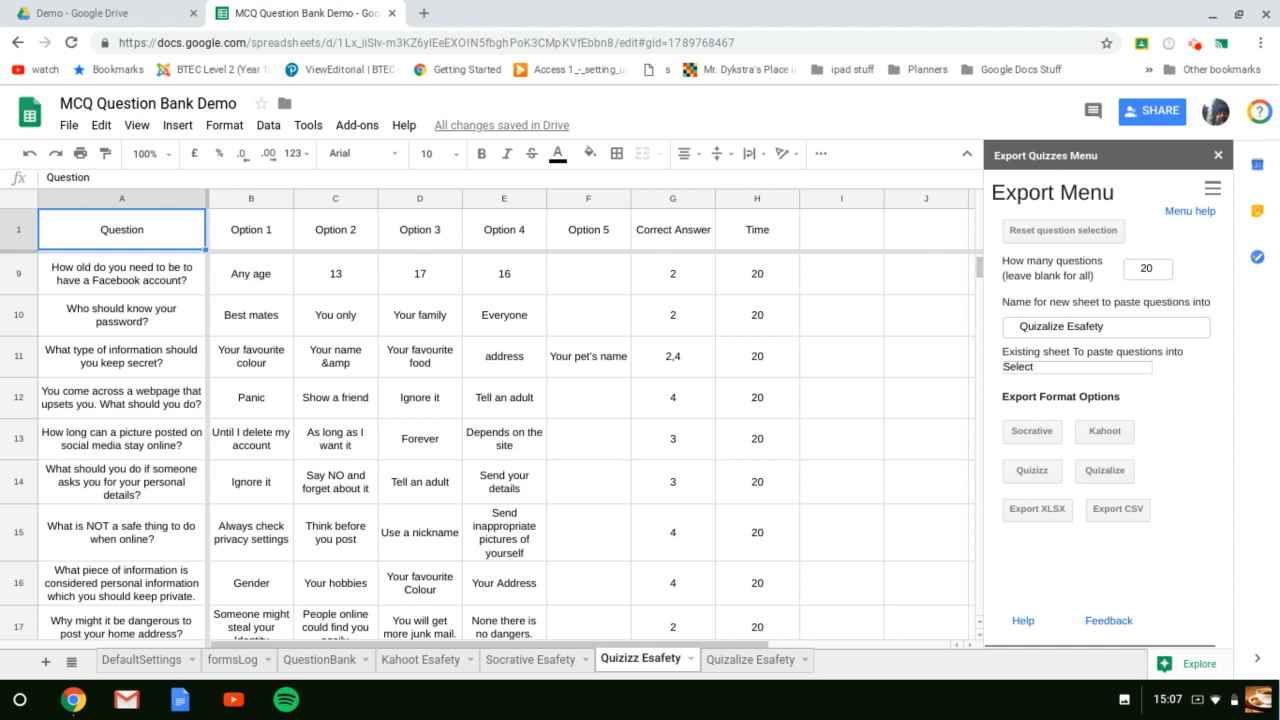 Demo - Google Drive
MCQ Question Bank Demo - Goo
https://docs.google.com/spreadsheets/d/1Lx_iiSlv-m3KZ6yIEeEXOIN5fbghPoK3CMpKVfEbbn8/edit#gid=1789768467
watch Bookmarks BTEC Level 2 (Year 1 ViewEditorial | BTEC Getting Started Access 1_-_setting_u s Mr. Dykstra's Place i ipad stuff Planners Google Docs Stuff » Other bookmarks
MCQ Question Bank Demo
SHARE
File Edit View Insert Format Data Tools Add-ons Help All changes saved in Drive
100% £ % .0 .00 123 Arial 10 B I S A
Export Quizzes Menu
fx Question
A B C D E F G H I J
1 Question Option 1 Option 2 Option 3 Option 4 Option 5 Correct Answer Time
9 How old do you need to be to have a Facebook account? Any age 13 17 16 2 20
10 Who should know your password? Best mates You only Your family Everyone 2 20
11 What type of information should you keep secret? Your favourite colour Your name &amp Your favourite food address Your pet's name 2,4 20
12 You come across a webpage that upsets you. What should you do? Panic Show a friend Ignore it Tell an adult 4 20
13 How long can a picture posted on social media stay online? Until I delete my account As long as I want it Forever Depends on the site 3 20
14 What should you do if someone asks you for your personal details? Ignore it Say NO and forget about it Tell an adult Send your details 3 20
15 What is NOT a safe thing to do when online? Always check privacy settings Think before you post Use a nickname Send inappropriate pictures of yourself 4 20
16 What piece of information is considered personal information which you should keep private. Gender Your hobbies Your favourite Colour Your Address 4 20
17 Why might it be dangerous to post your home address? Someone might steal your People online could find you You will get more junk mail. None there is no dangers. 2 20
Export Menu
Menu help
Reset question selection
How many questions
(leave blank for all)
20
Name for new sheet to paste questions into
Quizalize Esafety
Existing sheet To paste questions into
Select
Export Format Options
Socrative Kahoot
Quizizz Quizalize
Export XLSX Export CSV
Help Feedback
DefaultSettings formsLog QuestionBank Kahoot Esafety Socrative Esafety Quizizz Esafety Quizalize Esafety
Explore
15:07